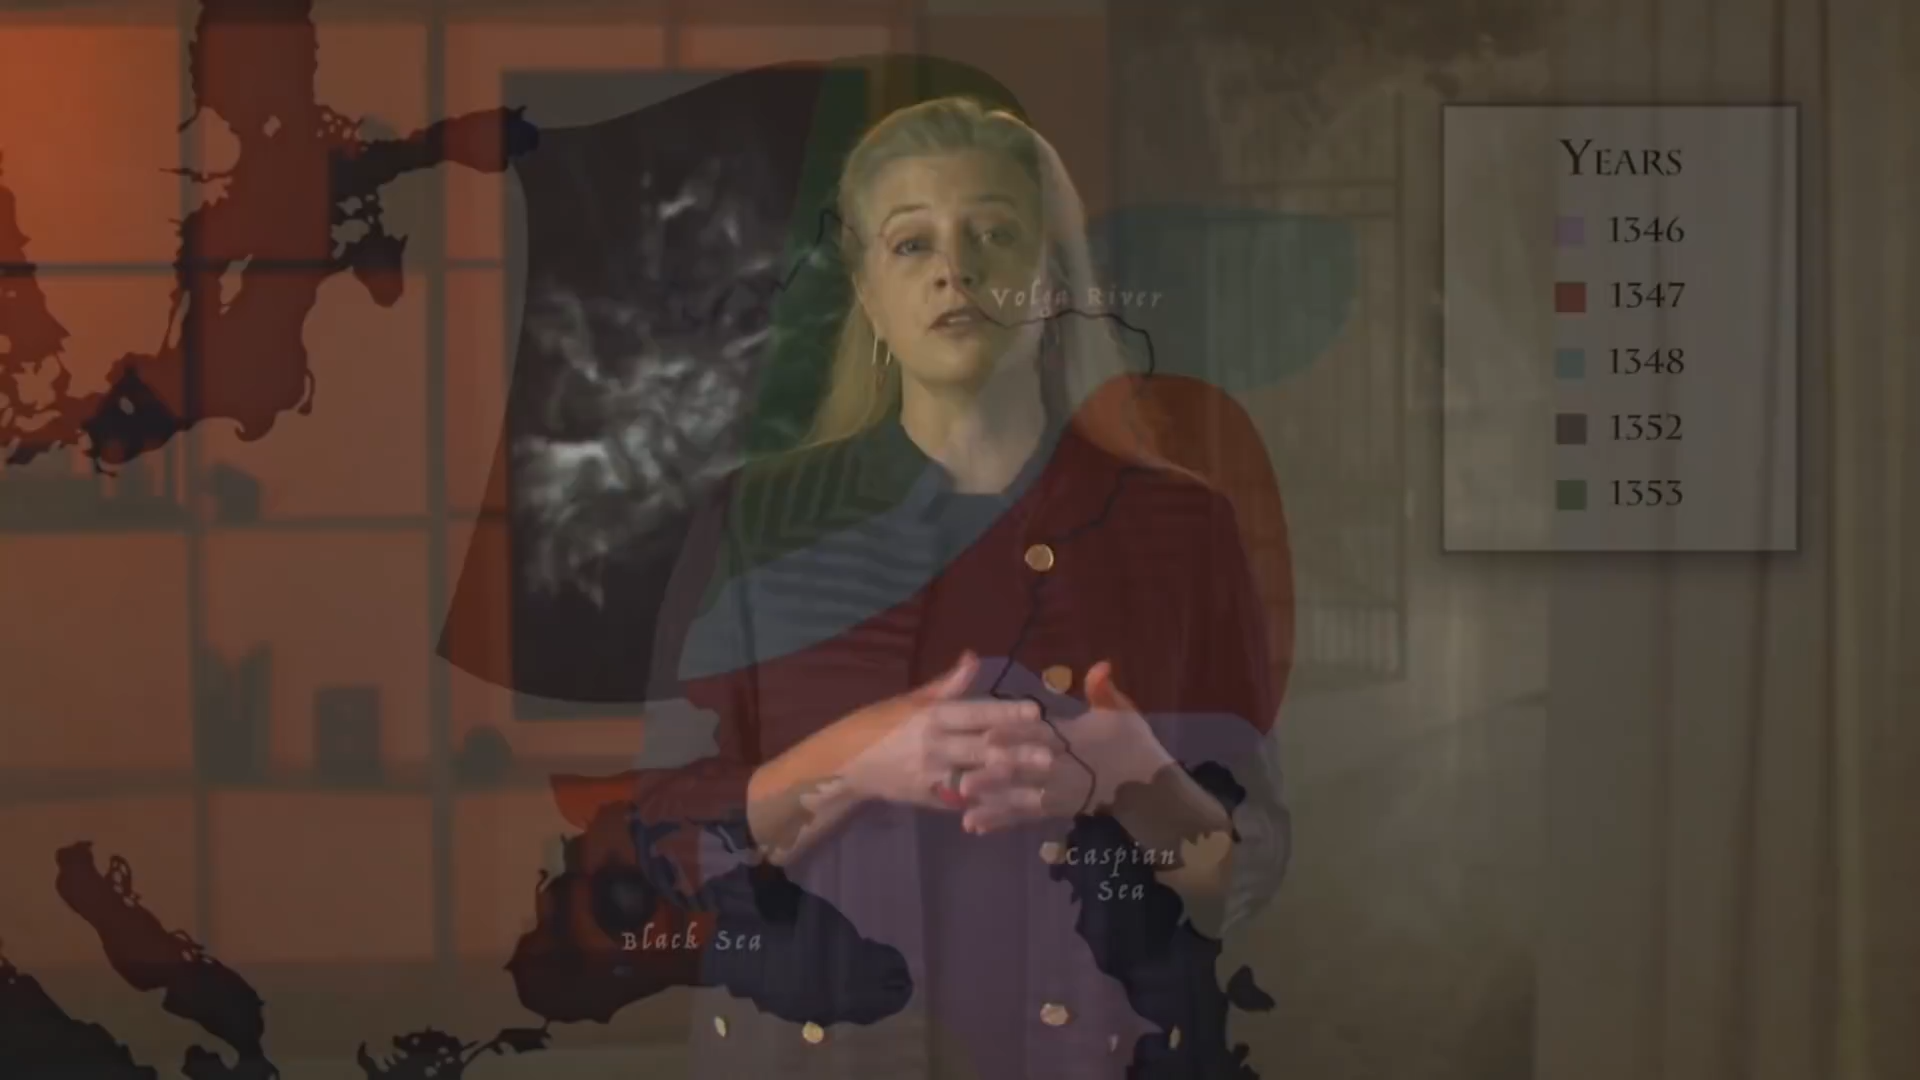 Volga River
YEARS
1346
1347
1348
1352
1353
Caspian
Sea
Black Sea